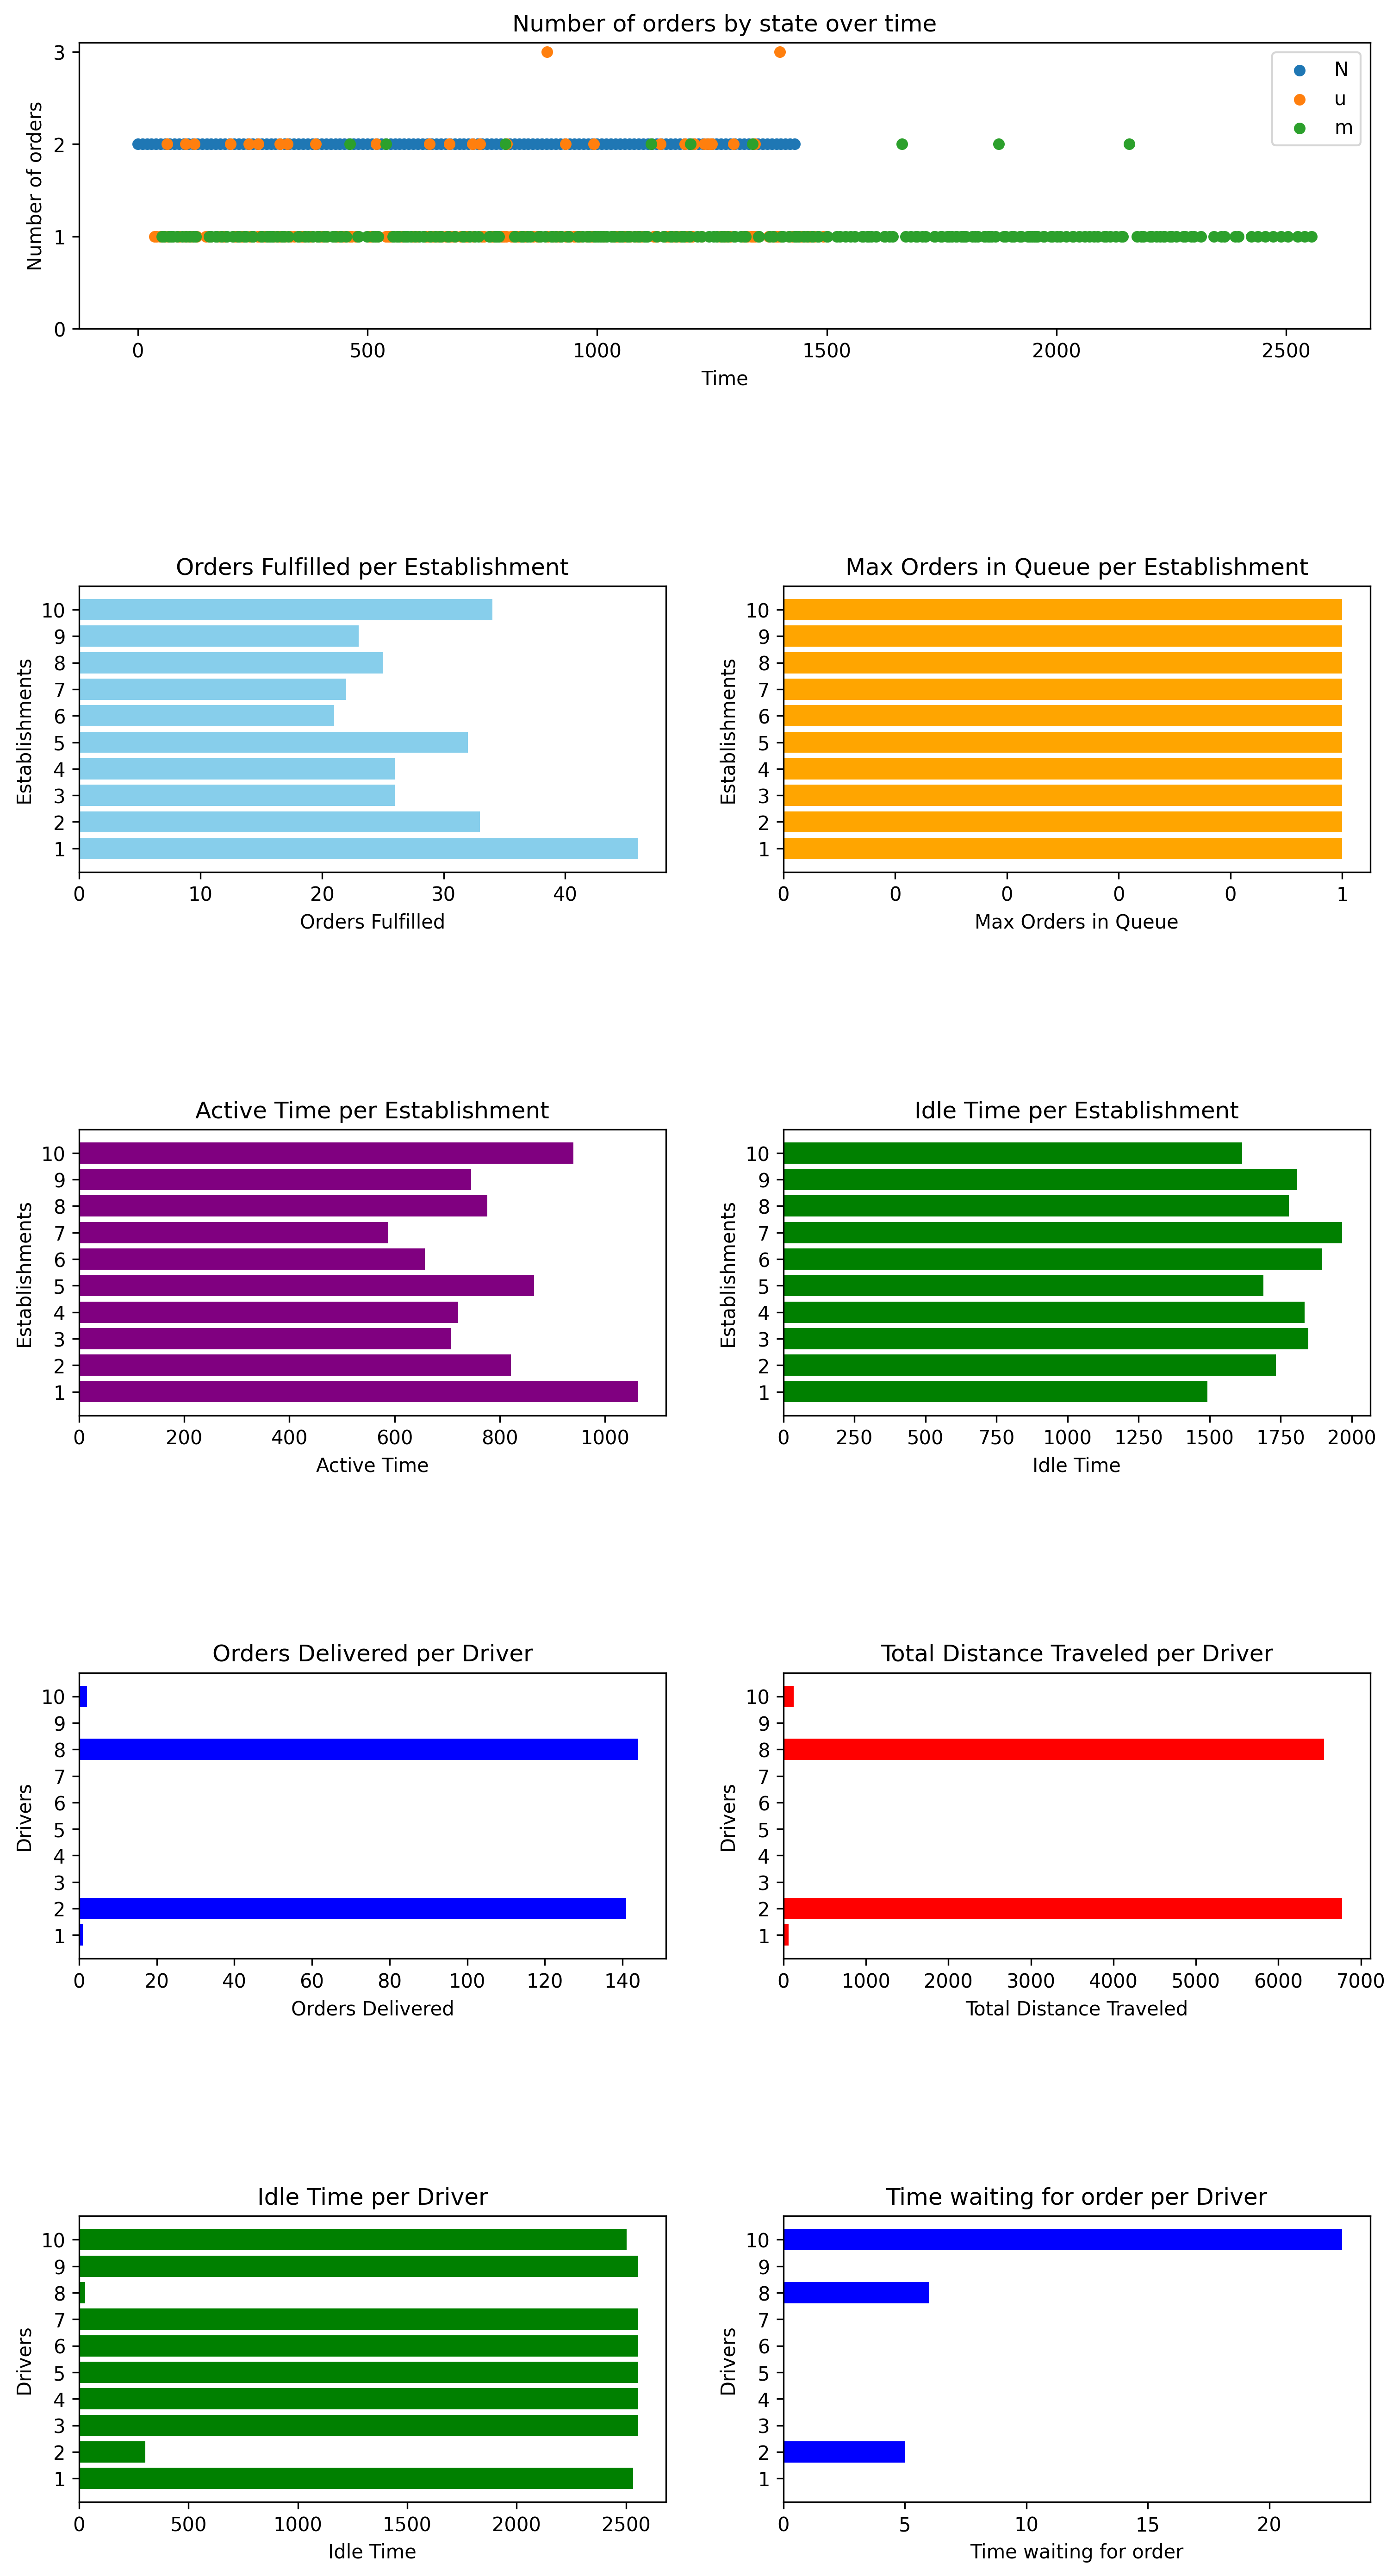 Number of orders by state over time
Number of orders
3
2
1
0
N
u
m
0 500 1000 1500 2000 2500
Time
Orders Fulfilled per Establishment
Establishments
10
9
8
7
6
5
4
3
2
1
0 10 20 30 40
Orders Fulfilled
Max Orders in Queue per Establishment
Establishments
10
9
8
7
6
5
4
3
2
1
0 0 0 0 0 1
Max Orders in Queue
Active Time per Establishment
Establishments
10
9
8
7
6
5
4
3
2
1
0 200 400 600 800 1000
Active Time
Idle Time per Establishment
Establishments
10
9
8
7
6
5
4
3
2
1
0 250 500 750 1000 1250 1500 1750 2000
Idle Time
Orders Delivered per Driver
Drivers
10
9
8
7
6
5
4
3
2
1
0 20 40 60 80 100 120 140
Orders Delivered
Total Distance Traveled per Driver
Drivers
10
9
8
7
6
5
4
3
2
1
0 1000 2000 3000 4000 5000 6000 7000
Total Distance Traveled
Idle Time per Driver
Drivers
10
9
8
7
6
5
4
3
2
1
0 500 1000 1500 2000 2500
Idle Time
Time waiting for order per Driver
Drivers
10
9
8
7
6
5
4
3
2
1
0 5 10 15 20
Time waiting for order